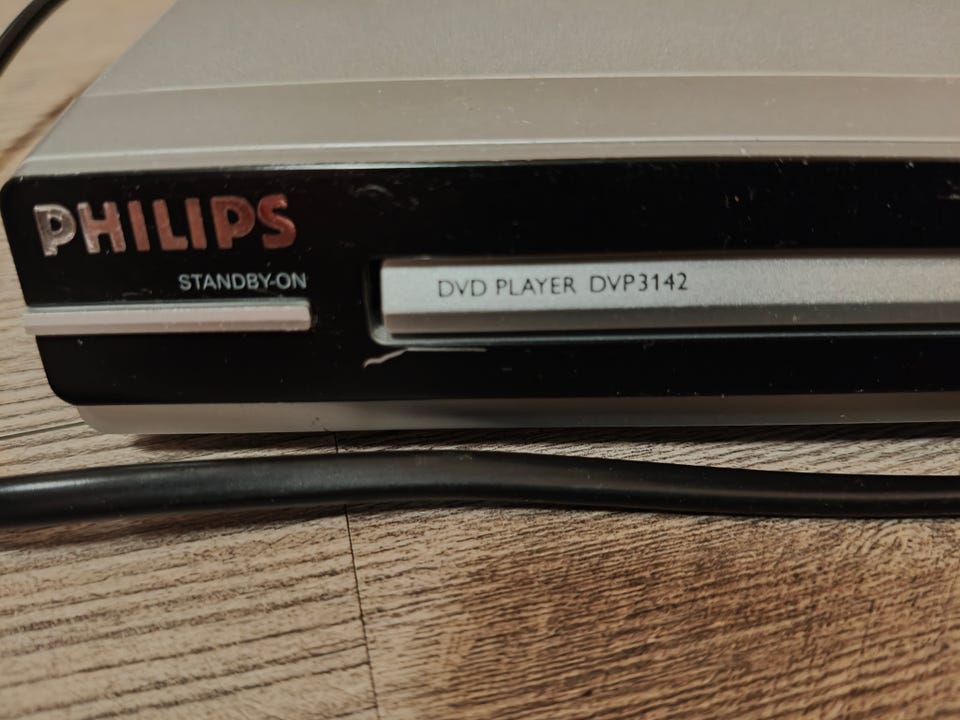 PHILIPS
STANDBY-ON
DVD PLAYER DVP3142